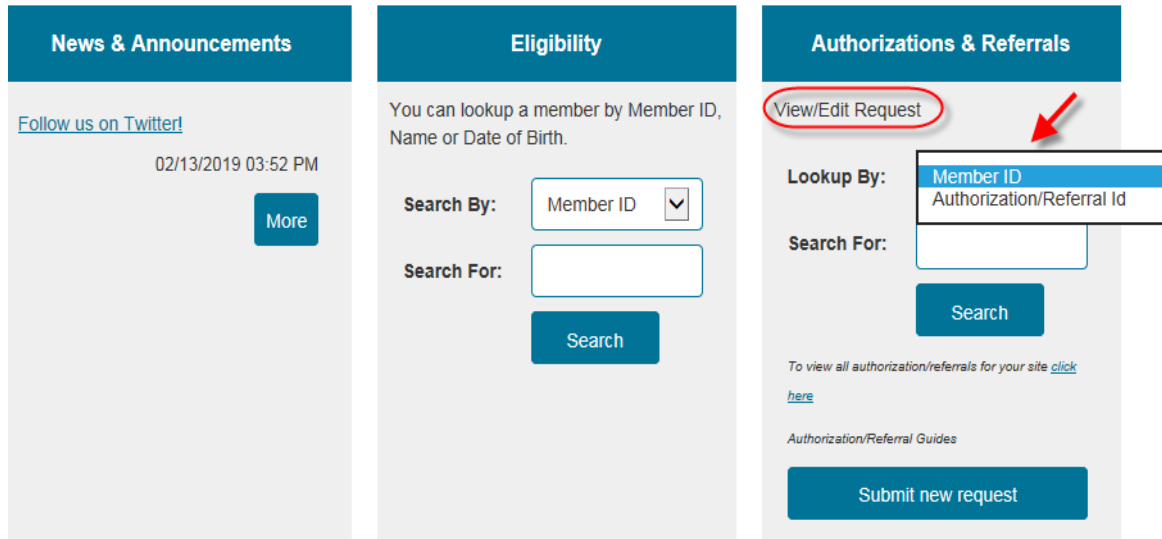 News & Announcements
Follow us on Twitter!
02/13/2019 03:52 PM
More
Eligibility
You can lookup a member by Member ID,
Name or Date of Birth.
Search By:
Member ID
Search For:
Search
Authorizations & Referrals
View/Edit Request
Lookup By:
Member ID
Authorization/Referral Id
Search For:
Search
To view all authorization/referrals for your site click
here
Authorization/Referral Guides
Submit new request